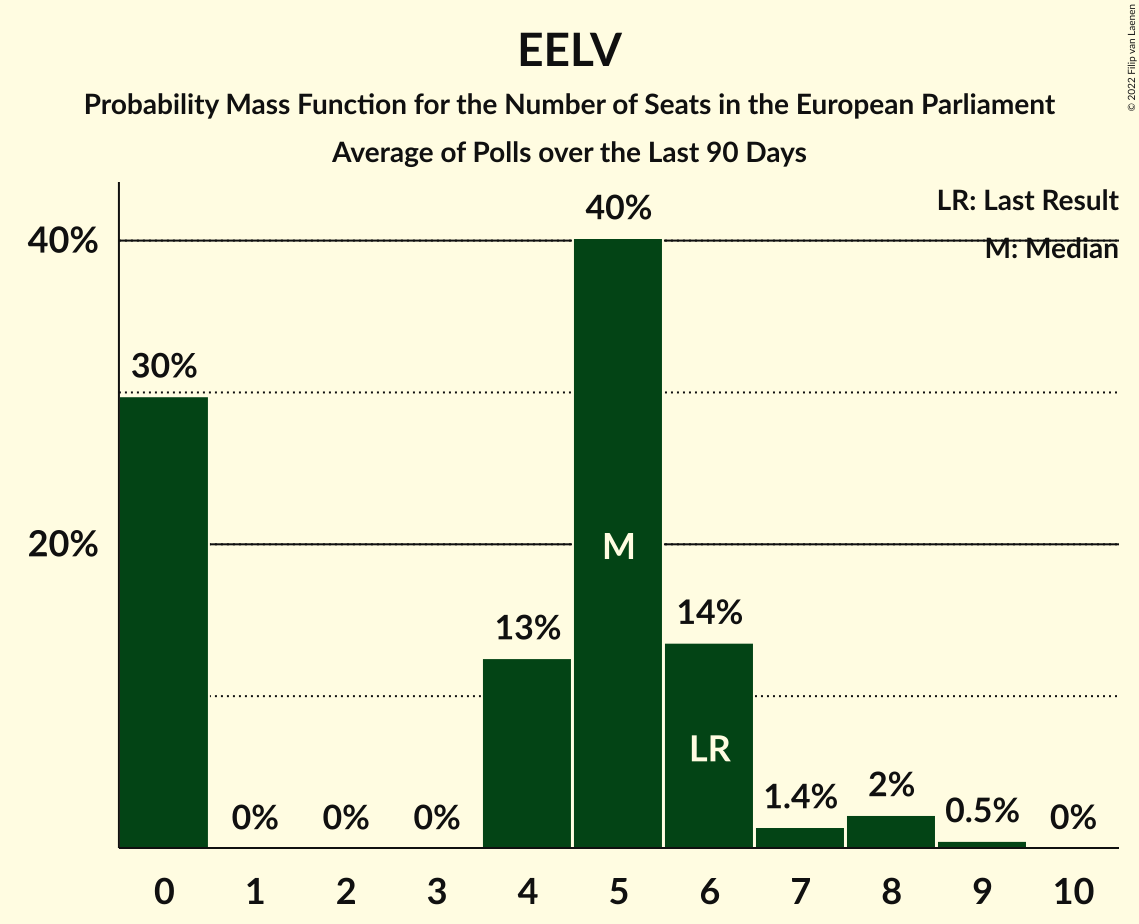 EELV
Probability Mass Function for the Number of Seats in the European Parliament
Average of Polls over the Last 90 Days
© 2022 Filip van Laenen
LR: Last Result
M: Median
40%
20%
30%
0%
0%
0%
13%
40%
14%
1.4%
2%
0.5%
0%
M
LR
0 1 2 3 4 5 6 7 8 9 10